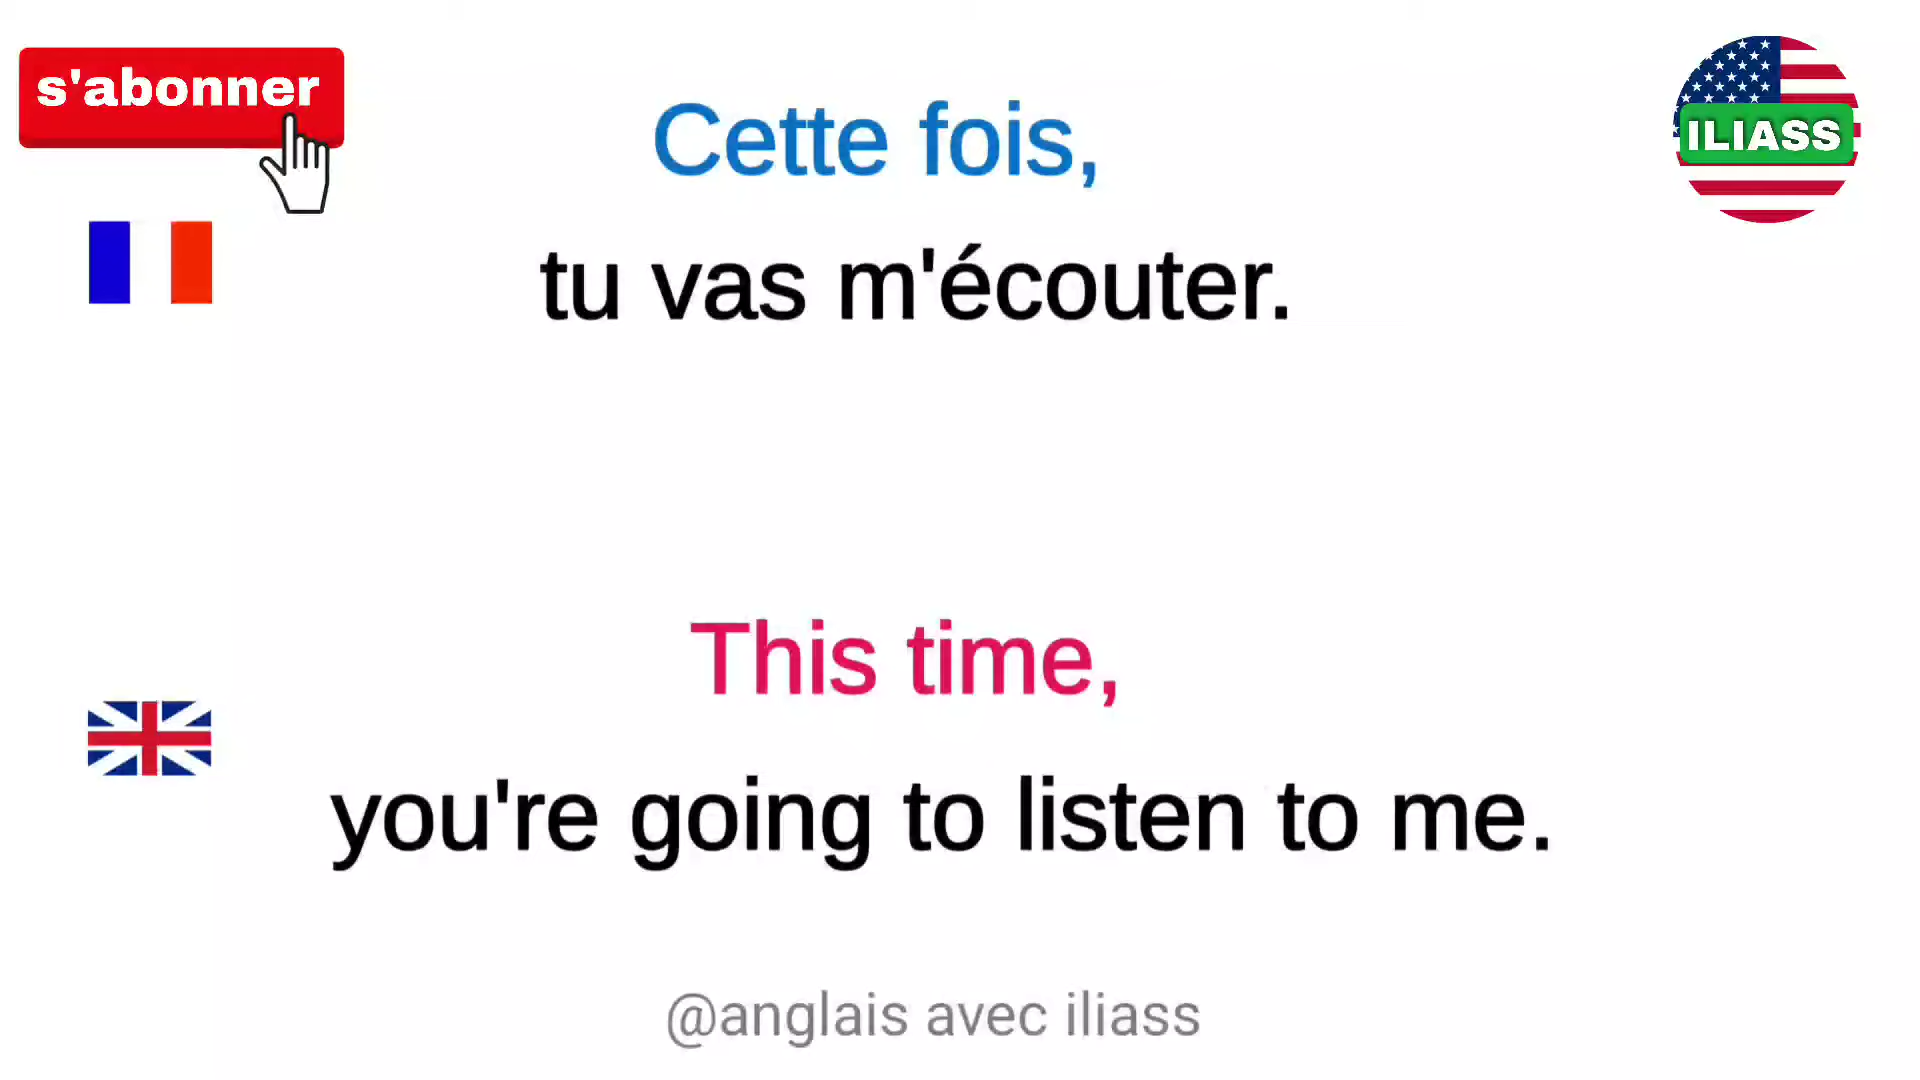 s'abonner
ILIASS
Cette fois,
tu vas m'écouter.
This time,
you're going to listen to me.
@anglais avec iliass